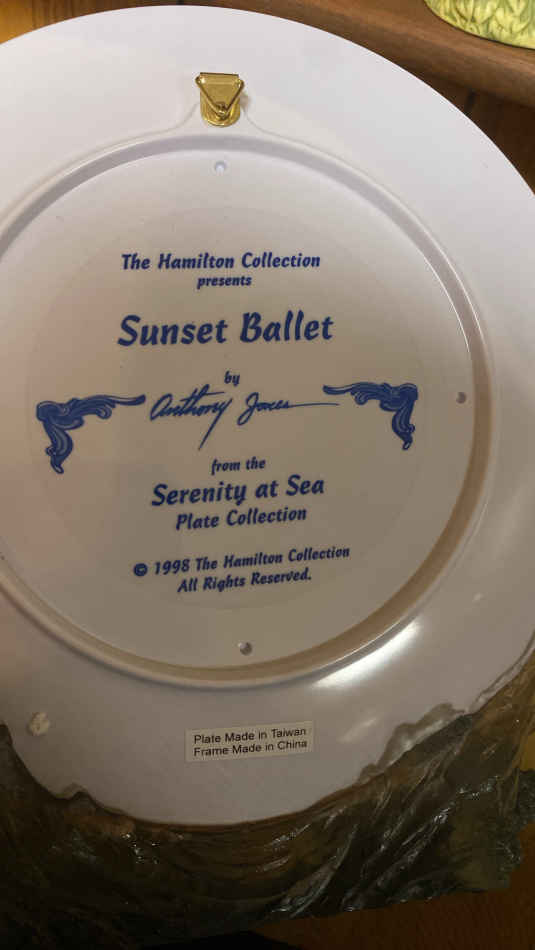 The Hamilton Collection
presents
Sunset Ballet
by
Anthony Jones
from the
Serenity at Sea
Plate Collection
© 1998 The Hamilton Collection
All Rights Reserved.
Plate Made in Taiwan
Frame Made in China